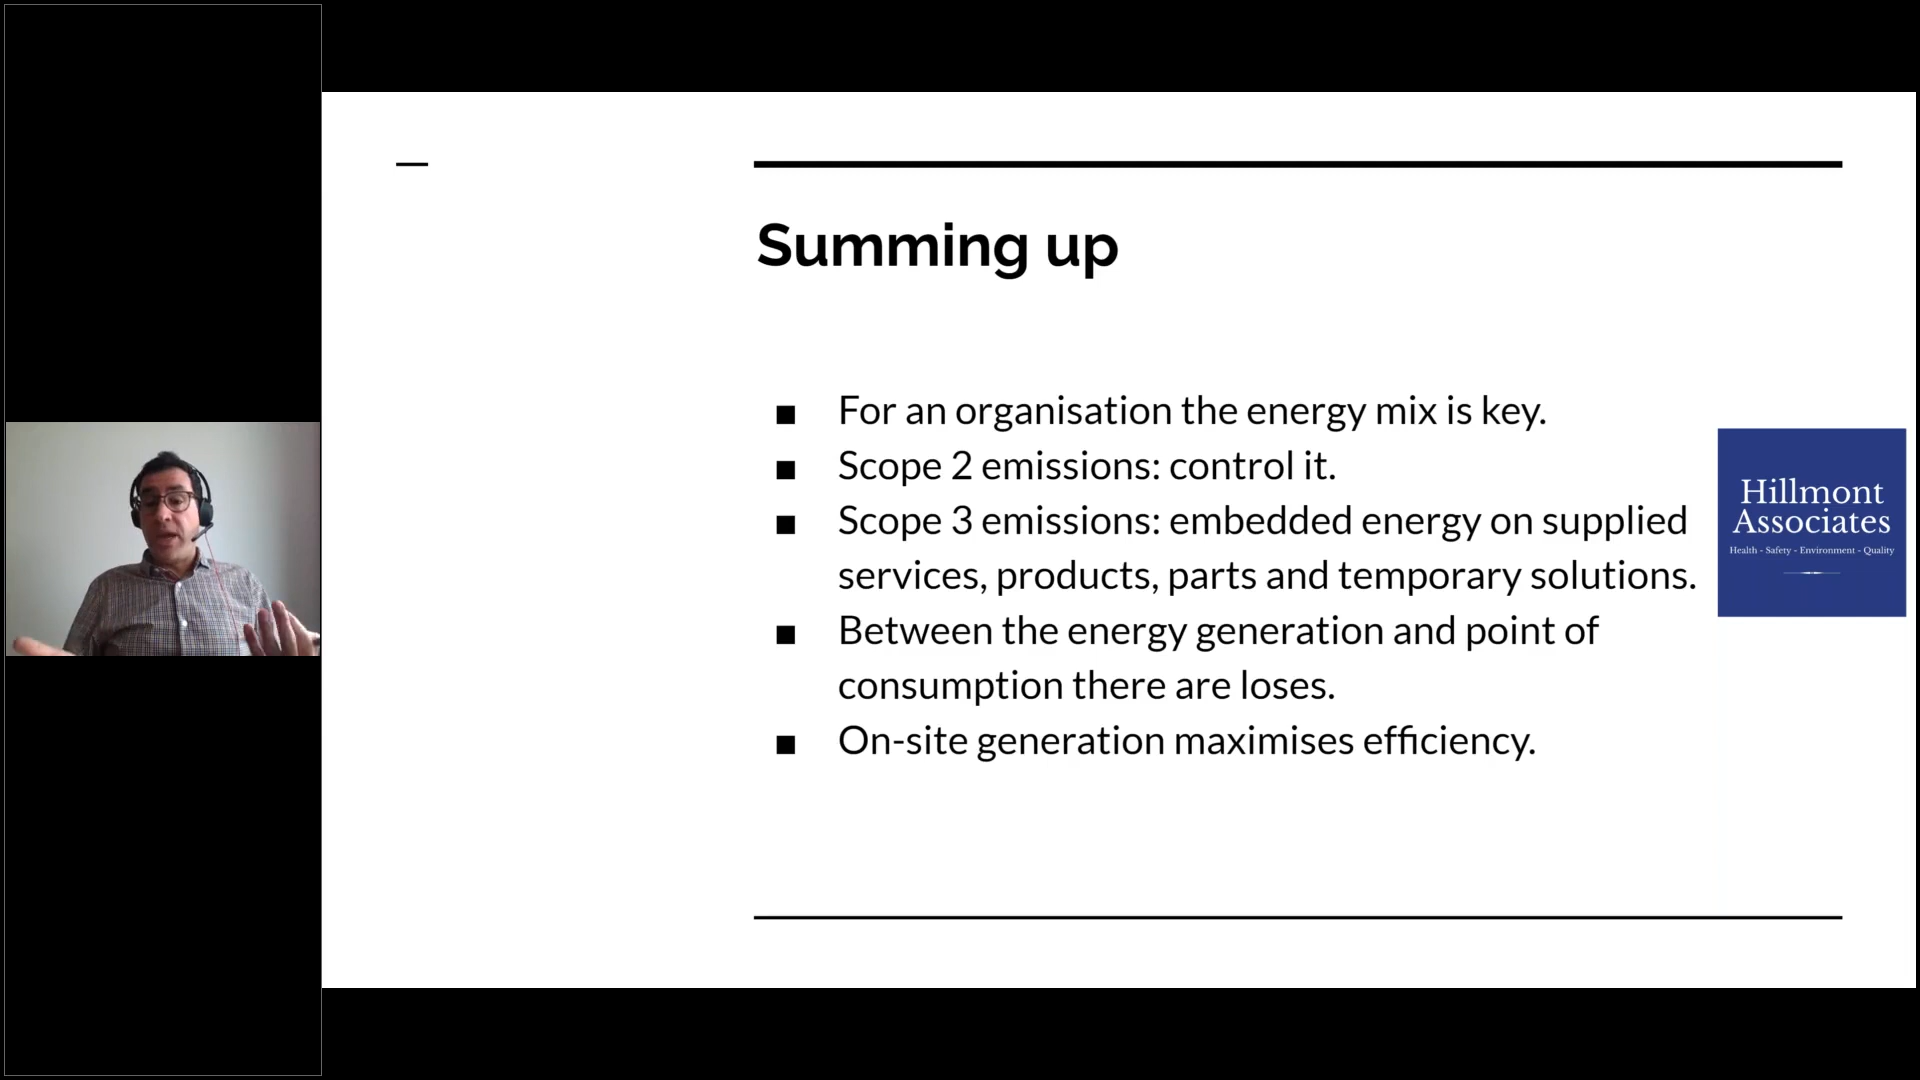 Summing up
■ For an organisation the energy mix is key.
■ Scope 2 emissions: control it.
■ Scope 3 emissions: embedded energy on supplied
services, products, parts and temporary solutions.
■ Between the energy generation and point of
consumption there are loses.
■ On-site generation maximises efficiency.
Hillmont
Associates
Health - Safety - Environment - Quality